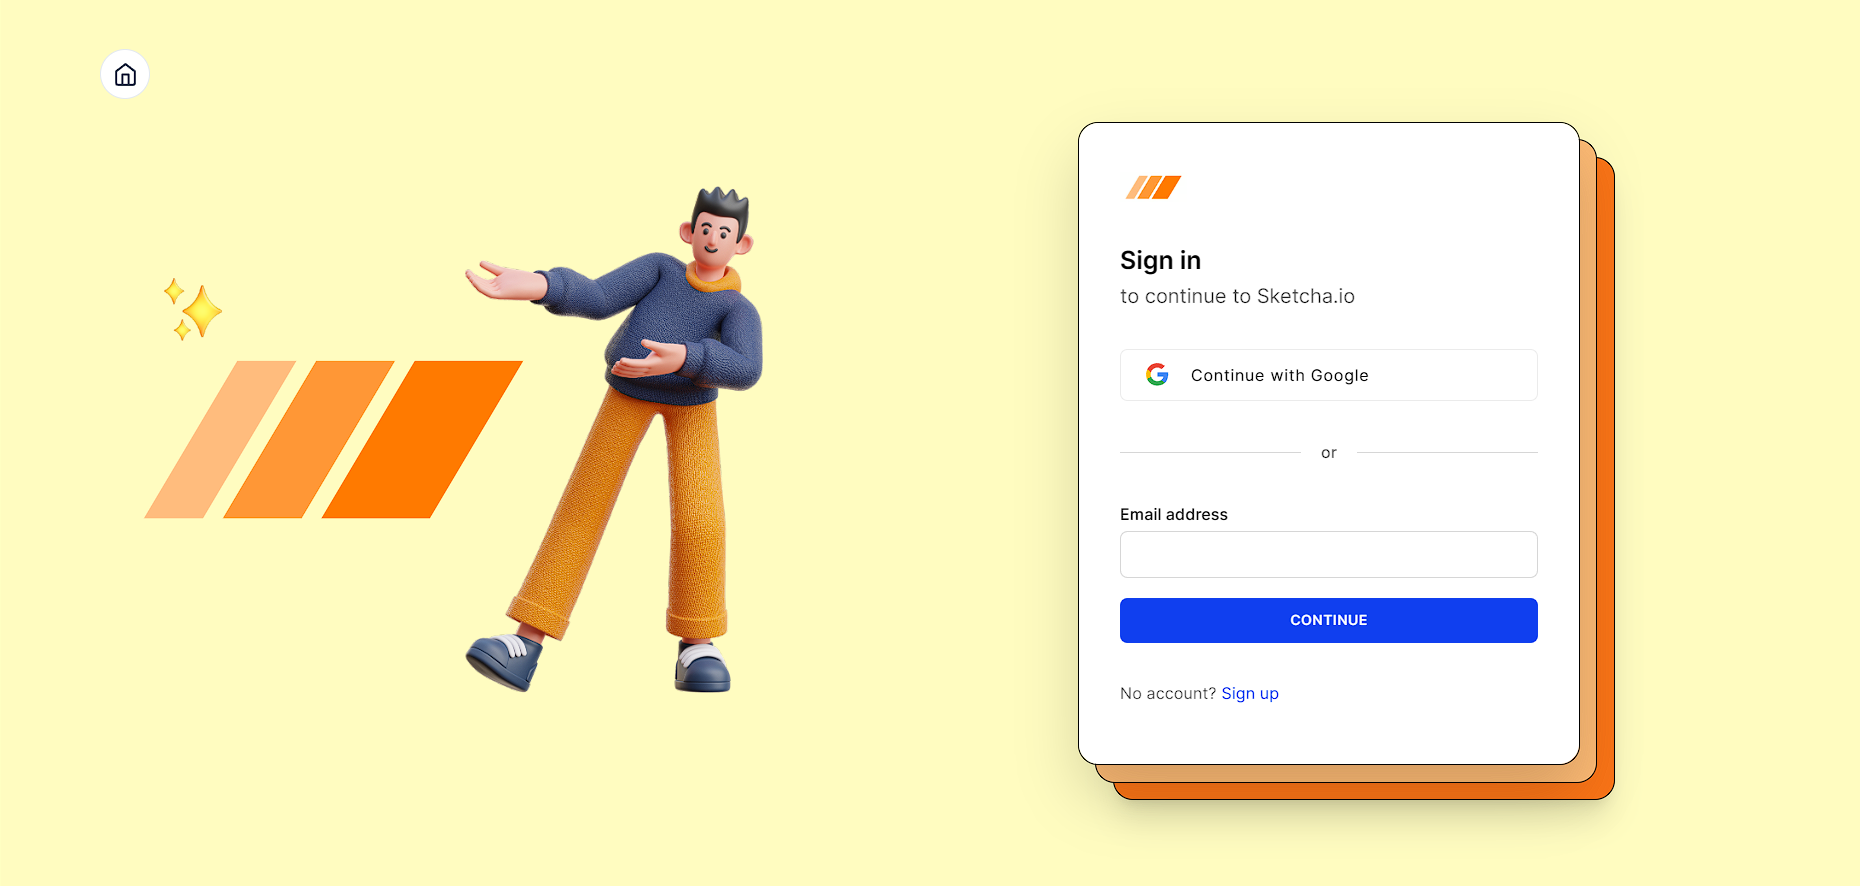 Sign in
to continue to Sketcha.io
Continue with Google
or
Email address
CONTINUE
No account? Sign up